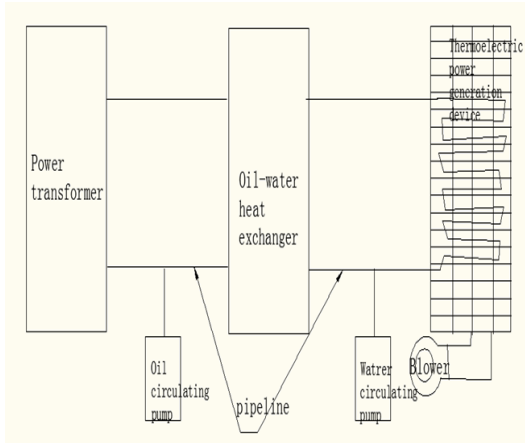 Power
transformer
Oil-water
heat
exchanger
Thermoelectric
power
generation
device
Oil
circulating
pump
pipeline
Watrer
circulating
pump
Blower